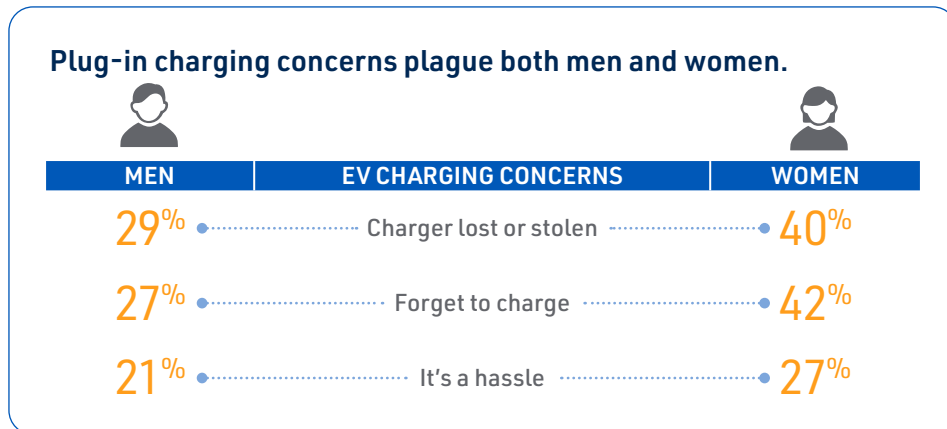 Plug-in charging concerns plague both men and women.
MEN EV CHARGING CONCERNS WOMEN
29% Charger lost or stolen 40%
27% Forget to charge 42%
21% It's a hassle 27%